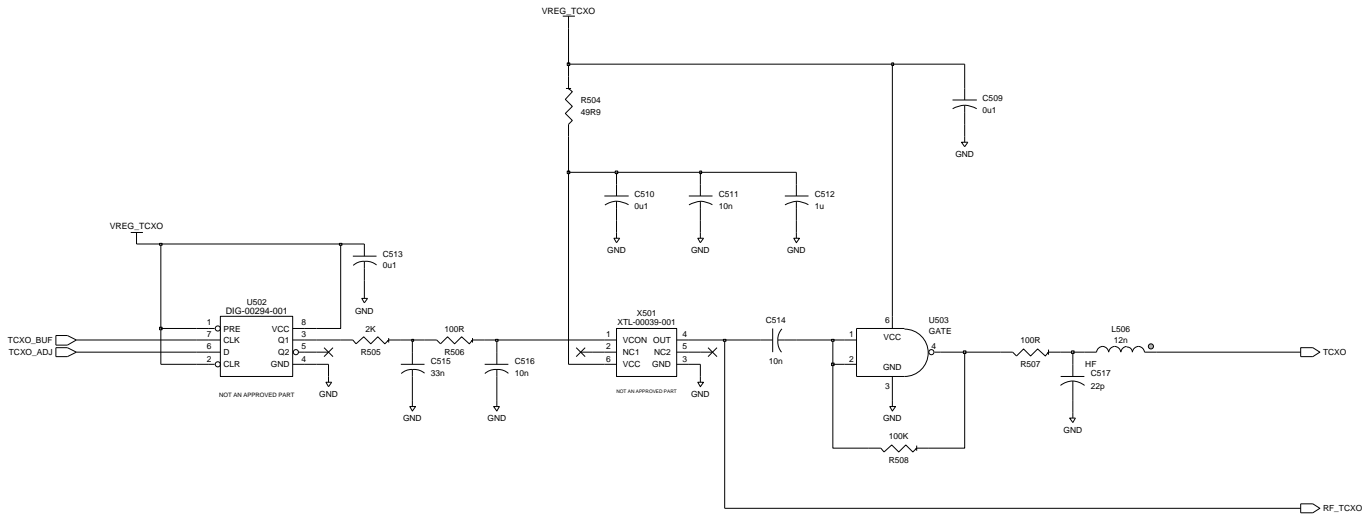 VREG_TCXO
R504
49R9
C509
0u1
GND
C510
0u1
C511
10n
C512
1u
GND
GND
GND
VREG_TCXO
C513
0u1
GND
U502
DIG-00294-001
1 PRE VCC 8
7 CLK Q1 3
6 D Q2 5
2 CLR GND 4
NOT AN APPROVED PART
GND
TCXO_BUF
TCXO_ADJ
2K
R505
100R
R506
C515
33n
GND
C516
10n
GND
X501
XTL-00039-001
1 VCON OUT 4
2 NC1 NC2 5
6 VCC GND 3
NOT AN APPROVED PART
GND
C514
10n
U503
GATE
6
VCC
1
2
4
GND
3
GND
100K
R508
100R
R507
HF
C517
22p
GND
L506
12n
TCXO
RF_TCXO